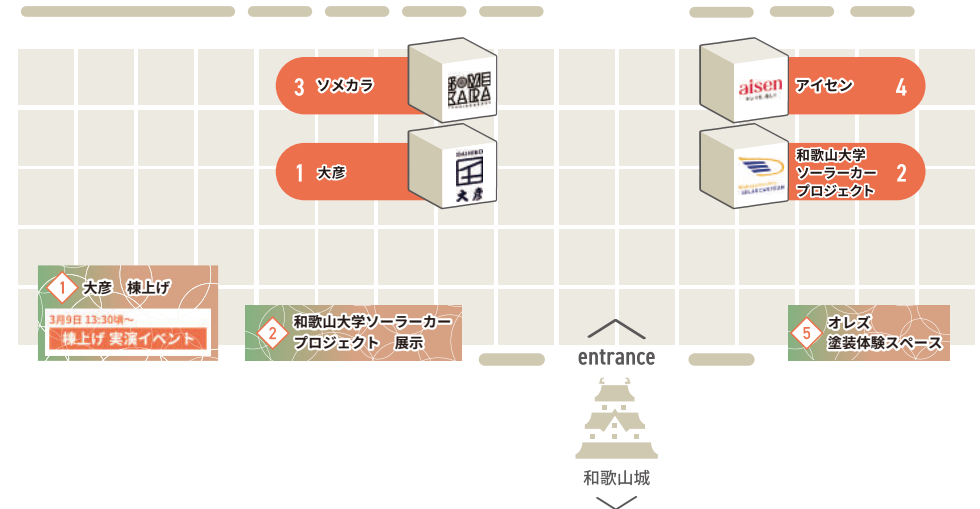 3 ソメカラ
SOME
KARA
aisen
アイセン 4
1 大彦
DAIHIKO
大彦
和歌山大学
ソーラーカー
プロジェクト
2
SOLAR CAR TEAM
1 大彦 棟上げ
3月9日 13:30頃~
棟上げ 実演イベント
2 和歌山大学ソーラーカー
プロジェクト 展示
5 オレズ
塗装体験スペース
entrance
和歌山城